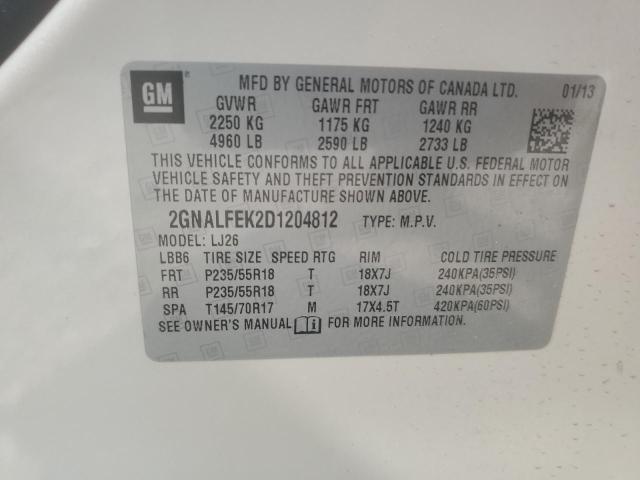 GM
MFD BY GENERAL MOTORS OF CANADA LTD. 01/13
GVWR GAWR FRT GAWR RR
2250 KG 1175 KG 1240 KG
4960 LB 2590 LB 2733 LB
THIS VEHICLE CONFORMS TO ALL APPLICABLE U.S. FEDERAL MOTOR
VEHICLE SAFETY AND THEFT PREVENTION STANDARDS IN EFFECT ON THE
DATE OF MANUFACTURE SHOWN ABOVE.
2GNALFEK2D1204812 TYPE: M.P.V.
MODEL: LJ26
LBB6 TIRE SIZE SPEED RTG RIM COLD TIRE PRESSURE
FRT P235/55R18 T 18X7J 240KPA(35PSI)
RR P235/55R18 T 18X7J 240KPA(35PSI)
SPA T145/70R17 M 17X4.5T 420KPA(60PSI)
SEE OWNER'S MANUAL FOR MORE INFORMATION.